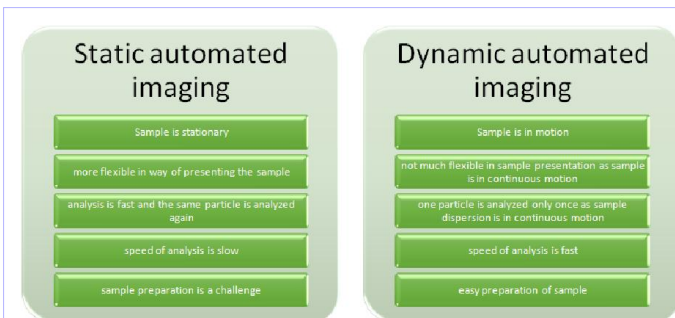 Static automated
imaging
Sample is stationary
more flexible in way of presenting the sample
analysis is fast and the same particle is analyzed
again
speed of analysis is slow
sample preparation is a challenge
Dynamic automated
imaging
Sample is in motion
not much flexible in sample presentation as sample
is in continuous motion
one particle is analyzed only once as sample
dispersion is in continuous motion
speed of analysis is fast
easy preparation of sample